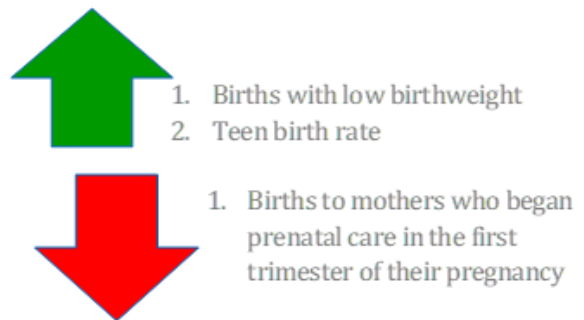 1. Births with low birthweight
2. Teen birth rate
1. Births to mothers who began
prenatal care in the first
trimester of their pregnancy